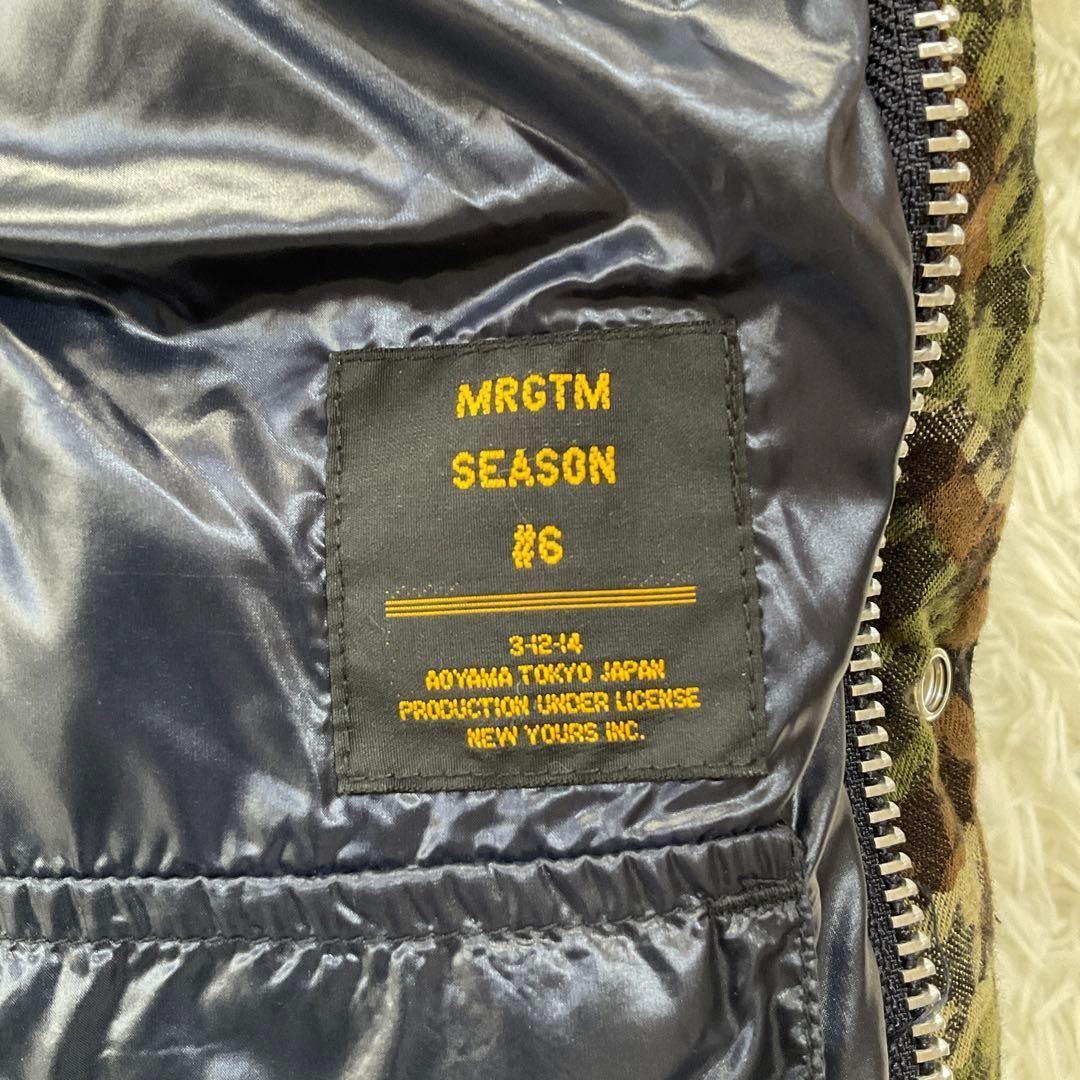 MRGTM
SEASON
#6
3-12-14
AOYAMA TOKYO JAPAN
PRODUCTION UNDER LICENSE
NEW YOURS INC.